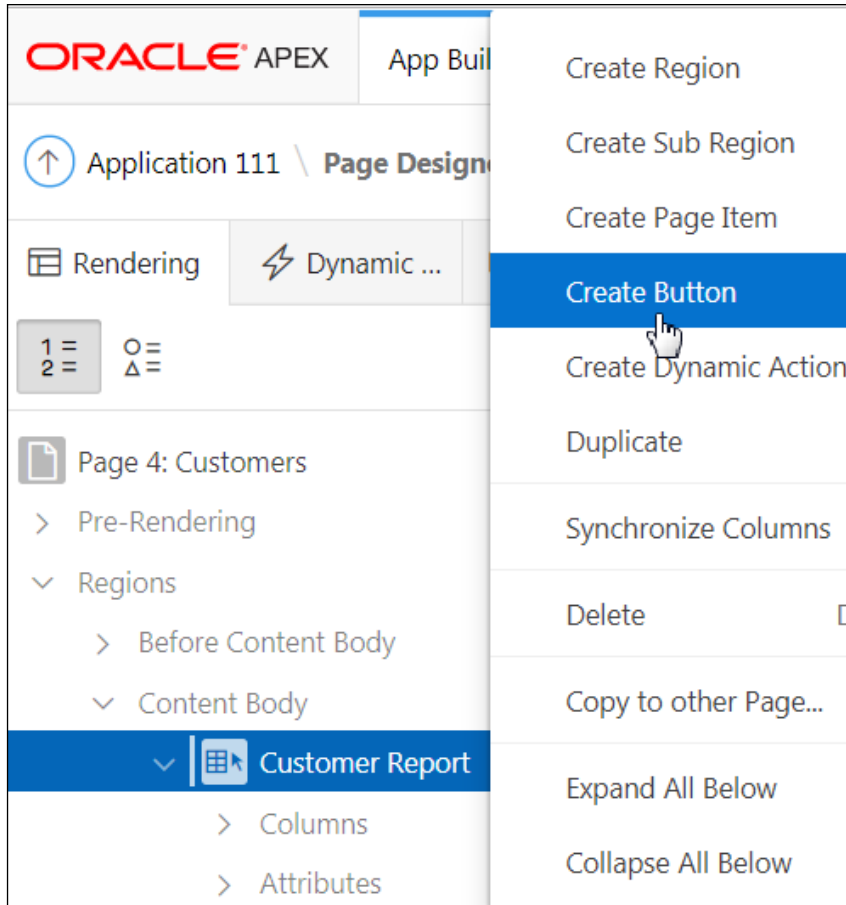 ORACLE APEX
App Buil
Application 111 \ Page Designe
Rendering
Dynamic ...
1 =
2 =
Page 4: Customers
Pre-Rendering
Regions
Before Content Body
Content Body
Customer Report
Columns
Attributes
Create Region
Create Sub Region
Create Page Item
Create Button
Create Dynamic Action
Duplicate
Synchronize Columns
Delete
Copy to other Page...
Expand All Below
Collapse All Below